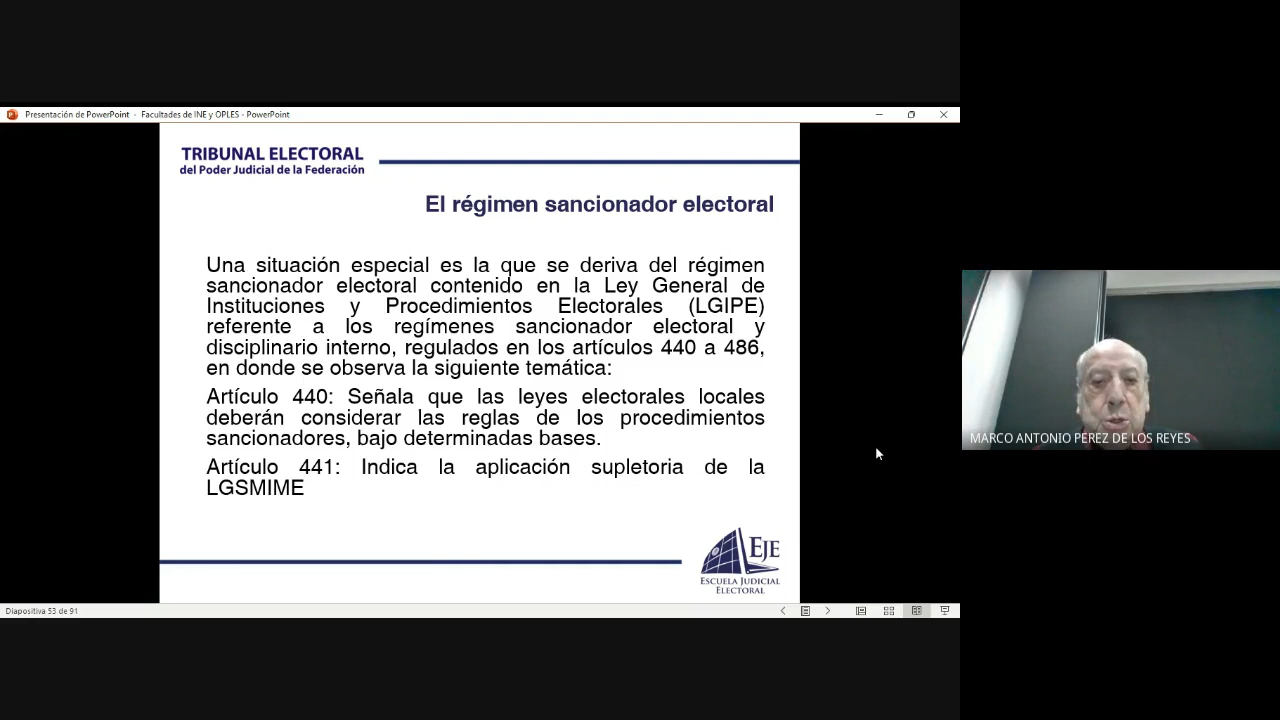 Presentación de PowerPoint - Facultades de INE y OPLES - PowerPoint
TRIBUNAL ELECTORAL
del Poder Judicial de la Federación
El régimen sancionador electoral
Una situación especial es la que se deriva del régimen
sancionador electoral contenido en la Ley General de
Instituciones y Procedimientos Electorales (LGIPE)
referente a los regímenes sancionador electoral y
disciplinario interno, regulados en los artículos 440 a 486,
en donde se observa la siguiente temática:
Artículo 440: Señala que las leyes electorales locales
deberán considerar las reglas de los procedimientos
sancionadores, bajo determinadas bases.
Artículo 441: Indica la aplicación supletoria de la
LGSMIME
EJE
ESCUELA JUDICIAL
ELECTORAL
Diapositiva 53 de 91
MARCO ANTONIO PEREZ DE LOS REYES